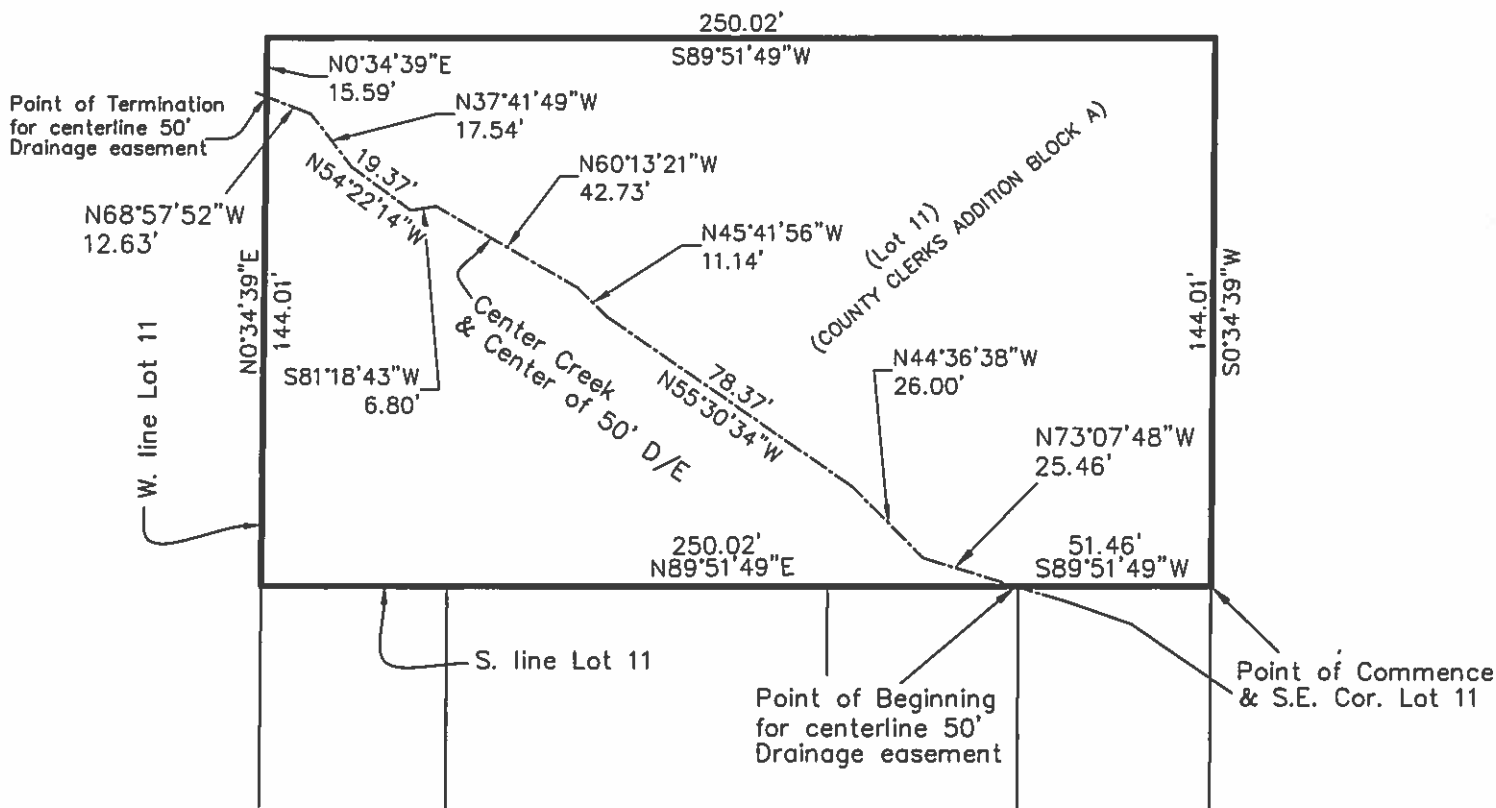 250.02'
S89°51'49"W
N0°34'39"E
15.59'
Point of Termination
for centerline 50'
Drainage easement
N37°41'49"W
17.54'
19.37'
N54°22'14"W
N60°13'21"W
42.73'
N68°57'52"W
12.63'
N45°41'56"W
11.14'
(Lot 11)
(COUNTY CLERKS ADDITION BLOCK A)
N0°34'39"E
144.01'
144.01'
S0°34'39"W
Center Creek
& Center of 50' D/E
S81°18'43"W
6.80'
78.37'
N55°30'34"W
N44°36'38"W
26.00'
N73°07'48"W
25.46'
W. line Lot 11
250.02'
N89°51'49"E
51.46'
S89°51'49"W
S. line Lot 11
Point of Beginning
for centerline 50'
Drainage easement
Point of Commence
& S.E. Cor. Lot 11